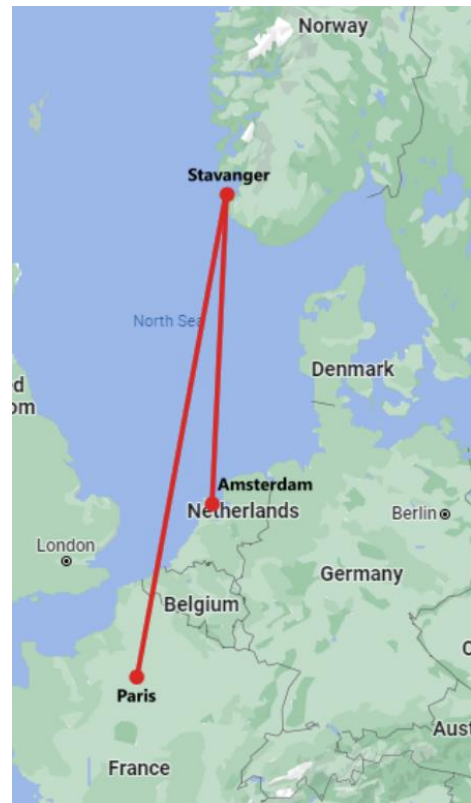 Norway
Stavanger
North Sea
Denmark
d
om
Amsterdam
Netherlands
Berlin
London
Germany
Belgium
C
Paris
Aust
France